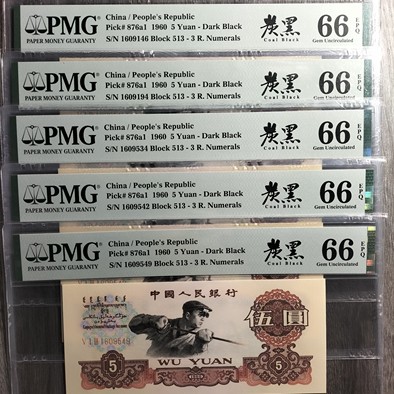 PMG®
PAPER MONEY GUARANTY
China / People's Republic
Pick# 876a1 1960 5 Yuan - Dark Black
S/N 1609146 Block 513 - 3 R. Numerals
炭黑
Coal Black
66 EPQ
Gem Uncirculated
PMG®
PAPER MONEY GUARANTY
China / People's Republic
Pick# 876a1 1960 5 Yuan - Dark Black
S/N 1609194 Block 513 - 3 R. Numerals
炭黑
Coal Black
66 EPQ
Gem Uncirculated
PMG®
PAPER MONEY GUARANTY
China / People's Republic
Pick# 876a1 1960 5 Yuan - Dark Black
S/N 1609534 Block 513 - 3 R. Numerals
炭黑
Coal Black
66 EPQ
Gem Uncirculated
PMG®
PAPER MONEY GUARANTY
China / People's Republic
Pick# 876a1 1960 5 Yuan - Dark Black
S/N 1609542 Block 513 - 3 R. Numerals
炭黑
Coal Black
66 EPQ
Gem Uncirculated
PMG®
PAPER MONEY GUARANTY
China / People's Republic
Pick# 876a1 1960 5 Yuan - Dark Black
S/N 1609549 Block 513 - 3 R. Numerals
炭黑
Coal Black
66 EPQ
Gem Uncirculated
中國人民銀行
伍圓
WU YUAN
5
5